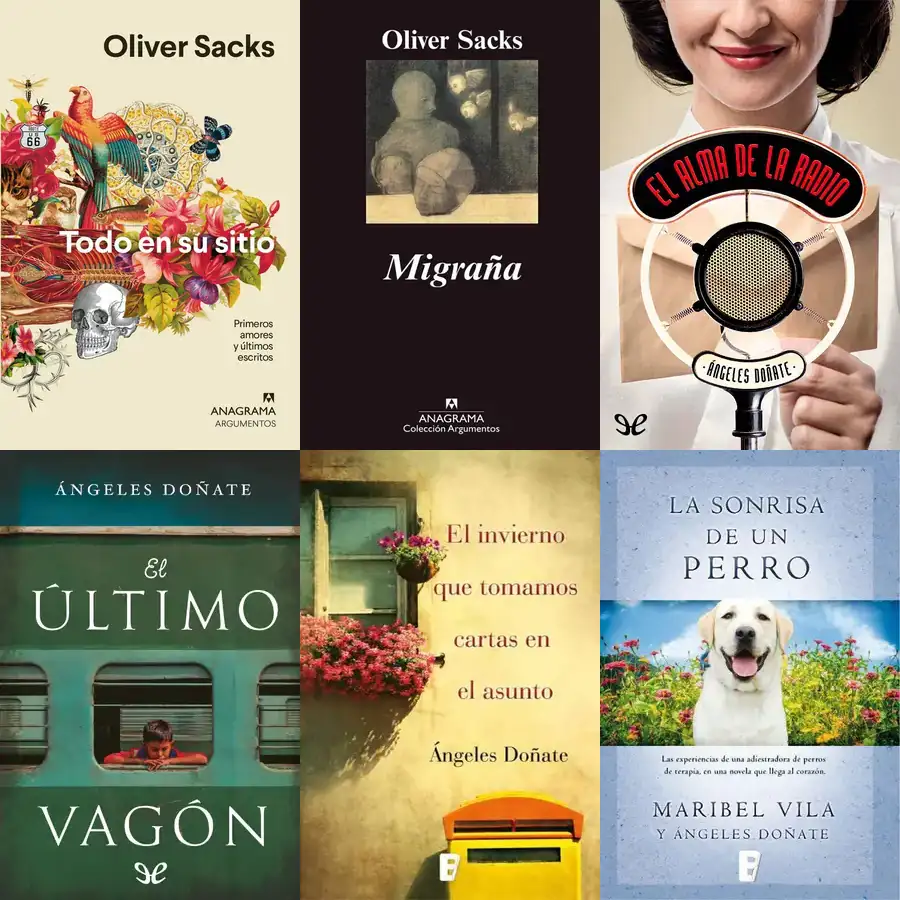 Oliver Sacks
ROUTE
US
66
Todo en su sitio
Primeros
amores
y últimos
escritos
ANAGRAMA
ARGUMENTOS
Oliver Sacks
Migraña
ANAGRAMA
Colección Argumentos
EL ALMA DE LA RADIO
·ÁNGELES DOÑATE·
ÁNGELES DOÑATE
El
ÚLTIMO
VAGÓN
El invierno
que tomamos
cartas en
el asunto
Ángeles Doñate
B
LA SONRISA
DE UN
PERRO
Las experiencias de una adiestradora de perros
de terapia, en una novela que llega al corazón.
MARIBEL VILA
Y ÁNGELES DOÑATE
B